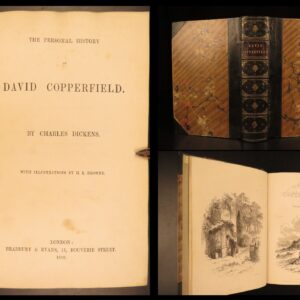 THE PERSONAL HISTORY
OF
DAVID COPPERFIELD.
BY CHARLES DICKENS.
WITH ILLUSTRATIONS BY H. K. BROWNE.
LONDON:
BRADBURY & EVANS, 11, BOUVERIE STREET.
DAVID
COPPERFIELD